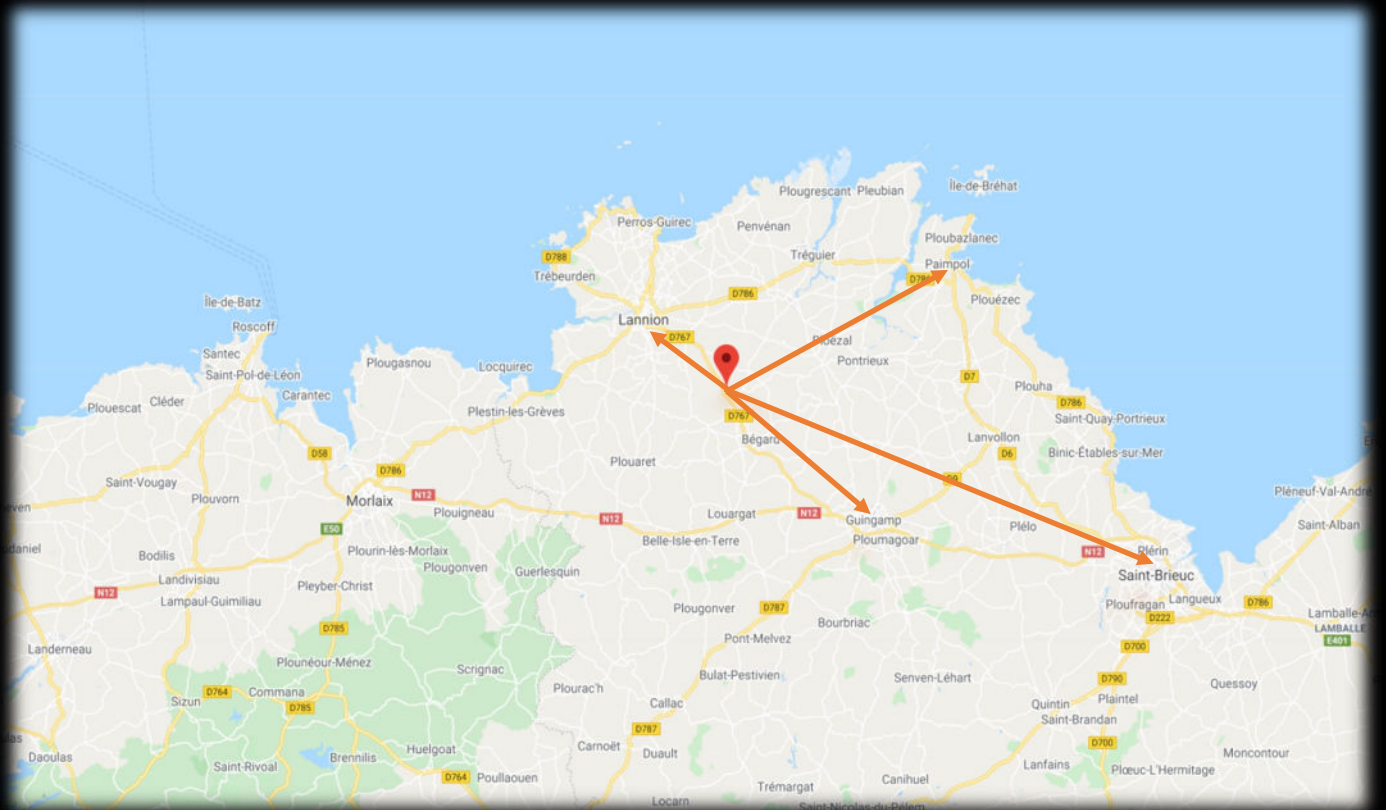 Plougrescant
Pleubian
Île-de-Bréhat
Perros-Guirec
Penvénan
Ploubazlanec
D788
Tréguier
Paimpol
Trébeurden
D786
Plouézec
Île-de-Batz
Lannion
Roscoff
D767
Santec
Plougasnou
Locquirec
Pontrieux
Saint-Pol-de-Léon
D7
Carantec
Plouha
Plouescat
Cléder
D786
Plestin-les-Grèves
D767
Saint-Quay-Portrieux
Bégard
Lanvollon
D58
D6
Binic-Étables-sur-Mer
Plouaret
D786
Saint-Vougay
Plouvorn
Morlaix
N12
Pléneuf-Val-André
Plouigneau
N12
Louargat
N12
Guingamp
Plélo
Saint-Alban
E50
Belle-Isle-en-Terre
Ploumagoar
Plourin-lès-Morlaix
N12
Plérin
Bodilis
Plougonven
Guerlesquin
Saint-Brieuc
Landivisiau
Pleyber-Christ
N12
Lampaul-Guimiliau
Plougonver
D787
Ploufragan
Langueux
D786
D222
Bourbriac
LAMBALLE
D785
Pont-Melvez
E401
Landerneau
D700
Plounéour-Ménez
Scrignac
Bulat-Pestivien
Senven-Léhart
D790
Quessoy
D764
Commana
Plourac'h
Sizun
D785
Callac
Quintin
Plaintel
Saint-Brandan
D787
Carnoët
Duault
D700
Huelgoat
Moncontour
Daoulas
Brennilis
Saint-Rivoal
Lanfains
Plœuc-L'Hermitage
D764
Poullaouen
Trémargat
Canihuel
Locarn
Saint-Nicolas-du-Pélem